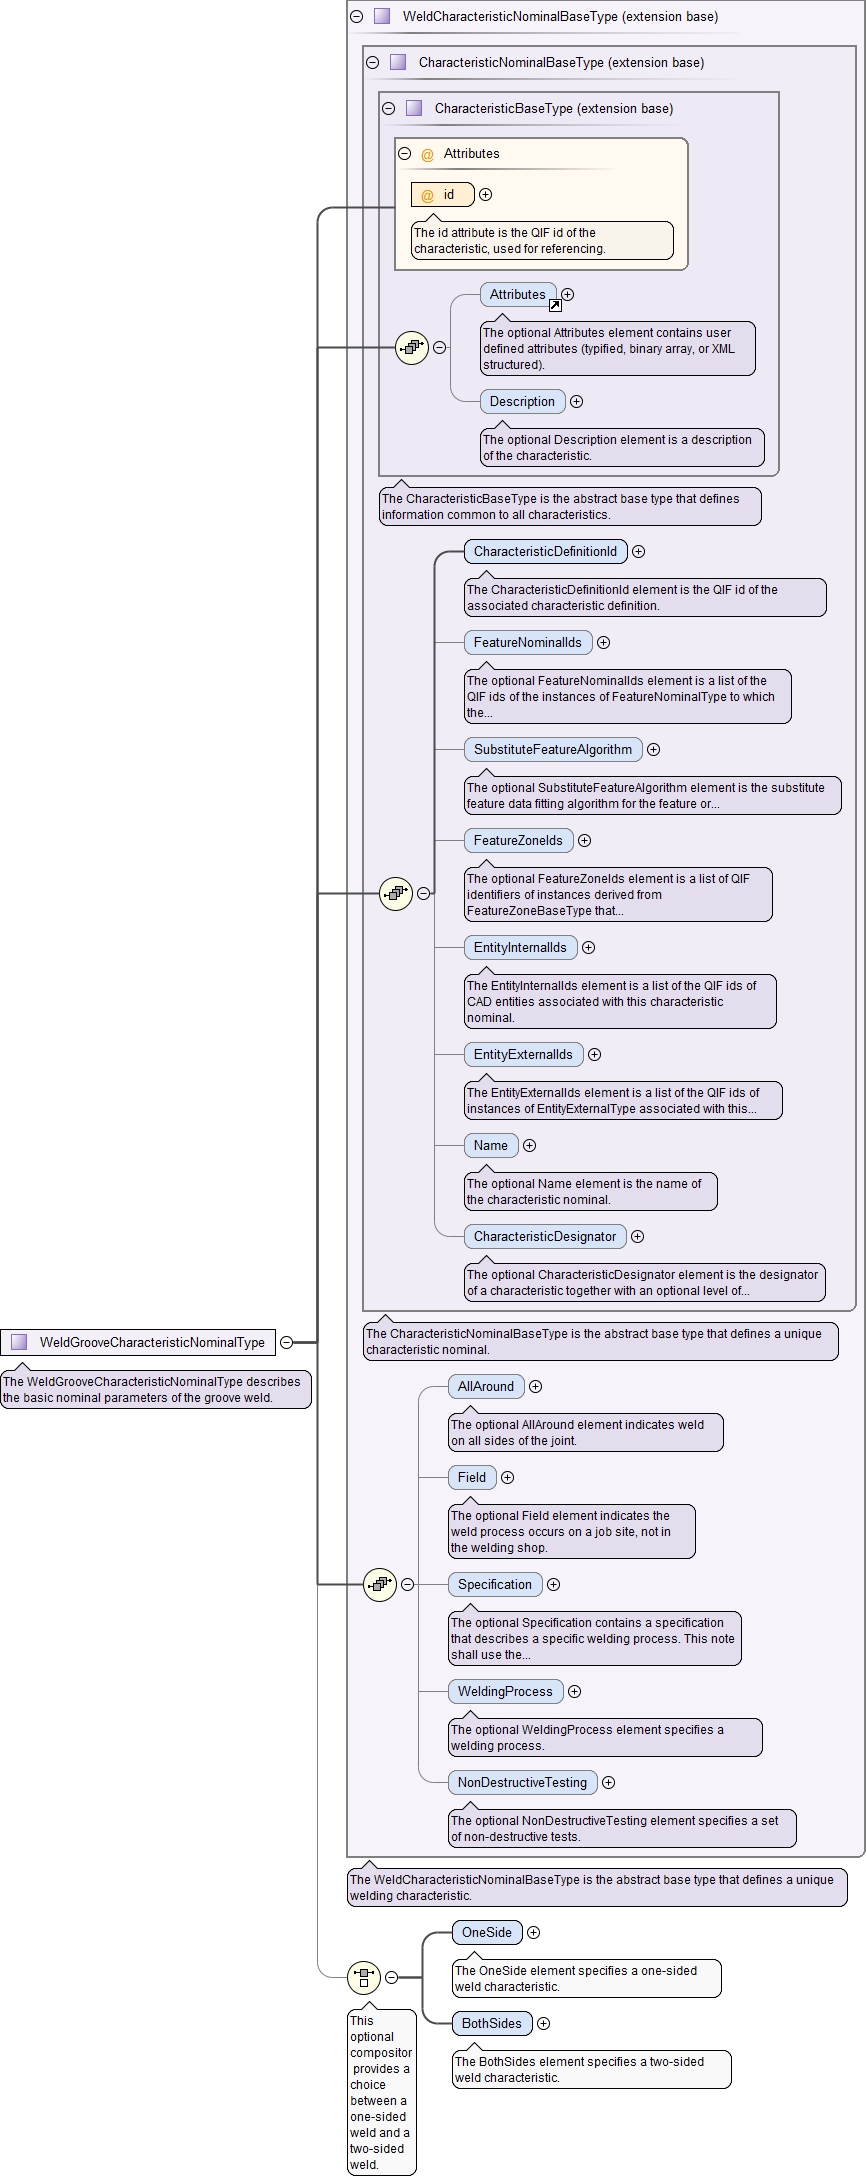 WeldCharacteristicNominalBaseType (extension base)
CharacteristicNominalBaseType (extension base)
CharacteristicBaseType (extension base)
@ Attributes
@ id
The id attribute is the QIF id of the
characteristic, used for referencing.
Attributes
The optional Attributes element contains user
defined attributes (typified, binary array, or XML
structured).
Description
The optional Description element is a description
of the characteristic.
The CharacteristicBaseType is the abstract base type that defines
information common to all characteristics.
CharacteristicDefinitionId
The CharacteristicDefinitionId element is the QIF id of the
associated characteristic definition.
FeatureNominalIds
The optional FeatureNominalIds element is a list of the
QIF ids of the instances of FeatureNominalType to which
the...
SubstituteFeatureAlgorithm
The optional SubstituteFeatureAlgorithm element is the substitute
feature data fitting algorithm for the feature or...
FeatureZoneIds
The optional FeatureZoneIds element is a list of QIF
identifiers of instances derived from
FeatureZoneBaseType that...
EntityInternalIds
The EntityInternalIds element is a list of the QIF ids of
CAD entities associated with this characteristic
nominal.
EntityExternalIds
The EntityExternalIds element is a list of the QIF ids of
instances of EntityExternalType associated with this...
Name
The optional Name element is the name of
the characteristic nominal.
CharacteristicDesignator
The optional CharacteristicDesignator element is the designator
of a characteristic together with an optional level of...
The CharacteristicNominalBaseType is the abstract base type that defines a unique
characteristic nominal.
WeldGrooveCharacteristicNominalType
The WeldGrooveCharacteristicNominalType describes
the basic nominal parameters of the groove weld.
AllAround
The optional AllAround element indicates weld
on all sides of the joint.
Field
The optional Field element indicates the
weld process occurs on a job site, not in
the welding shop.
Specification
The optional Specification contains a specification
that describes a specific welding process. This note
shall use the...
WeldingProcess
The optional WeldingProcess element specifies a
welding process.
NonDestructiveTesting
The optional NonDestructiveTesting element specifies a set
of non-destructive tests.
The WeldCharacteristicNominalBaseType is the abstract base type that defines a unique
welding characteristic.
OneSide
The OneSide element specifies a one-sided
weld characteristic.
BothSides
The BothSides element specifies a two-sided
weld characteristic.
This
optional
compositor
provides a
choice
between a
one-sided
weld and a
two-sided
weld.